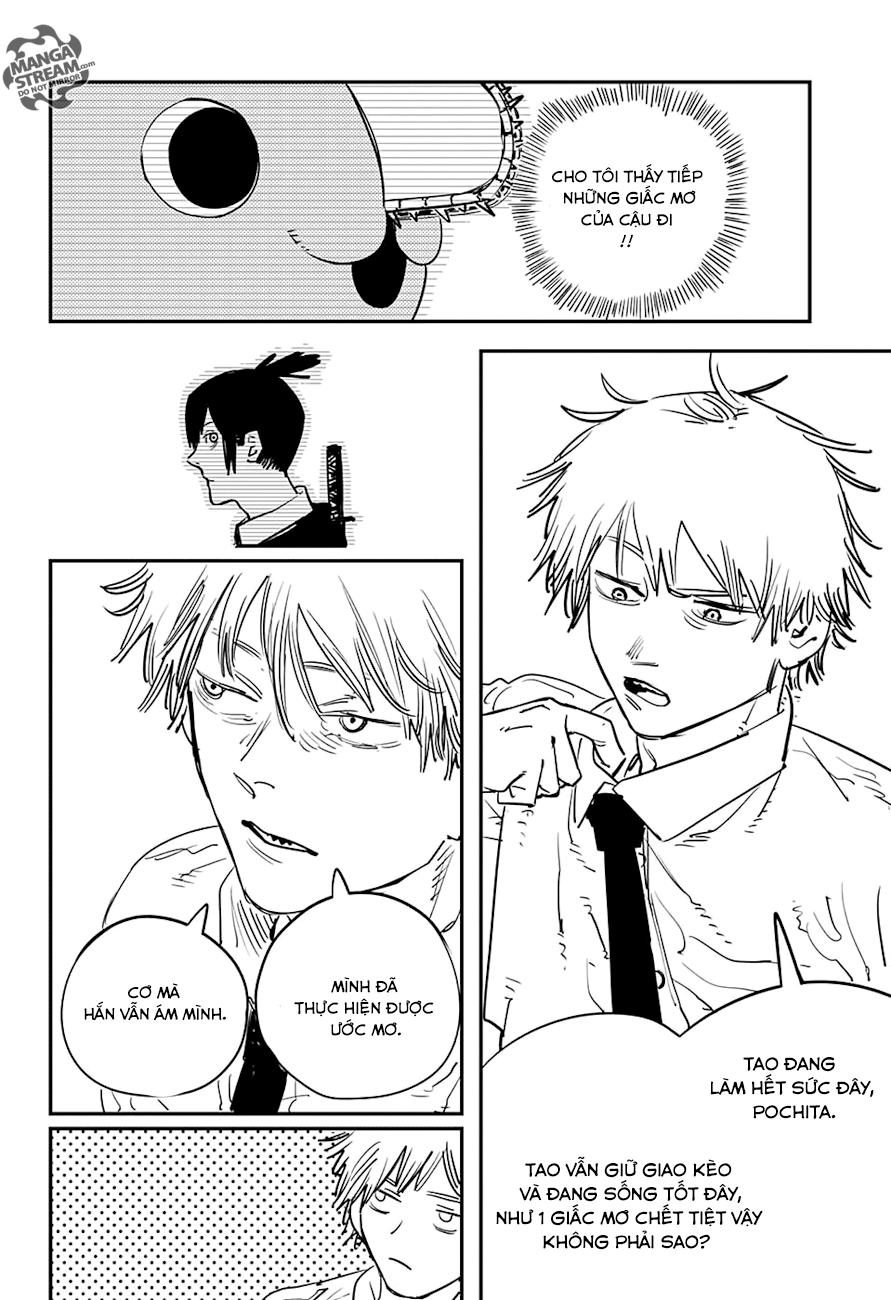 MANGA
STREAM.com
DO NOT MIRROR
CHO TÔI THẤY TIẾP
NHỮNG GIẤC MƠ
CỦA CẬU ĐI
!!
TAO ĐANG
LÀM HẾT SỨC ĐÂY,
POCHITA.
TAO VẪN GIỮ GIAO KÈO
VÀ ĐANG SỐNG TỐT ĐÂY,
NHƯ 1 GIẤC MƠ CHẾT TIỆT VẬY
KHÔNG PHẢI SAO?
MÌNH ĐÃ
THỰC HIỆN ĐƯỢC
ƯỚC MƠ.
CƠ MÀ
HẮN VẪN ÁM MÌNH.